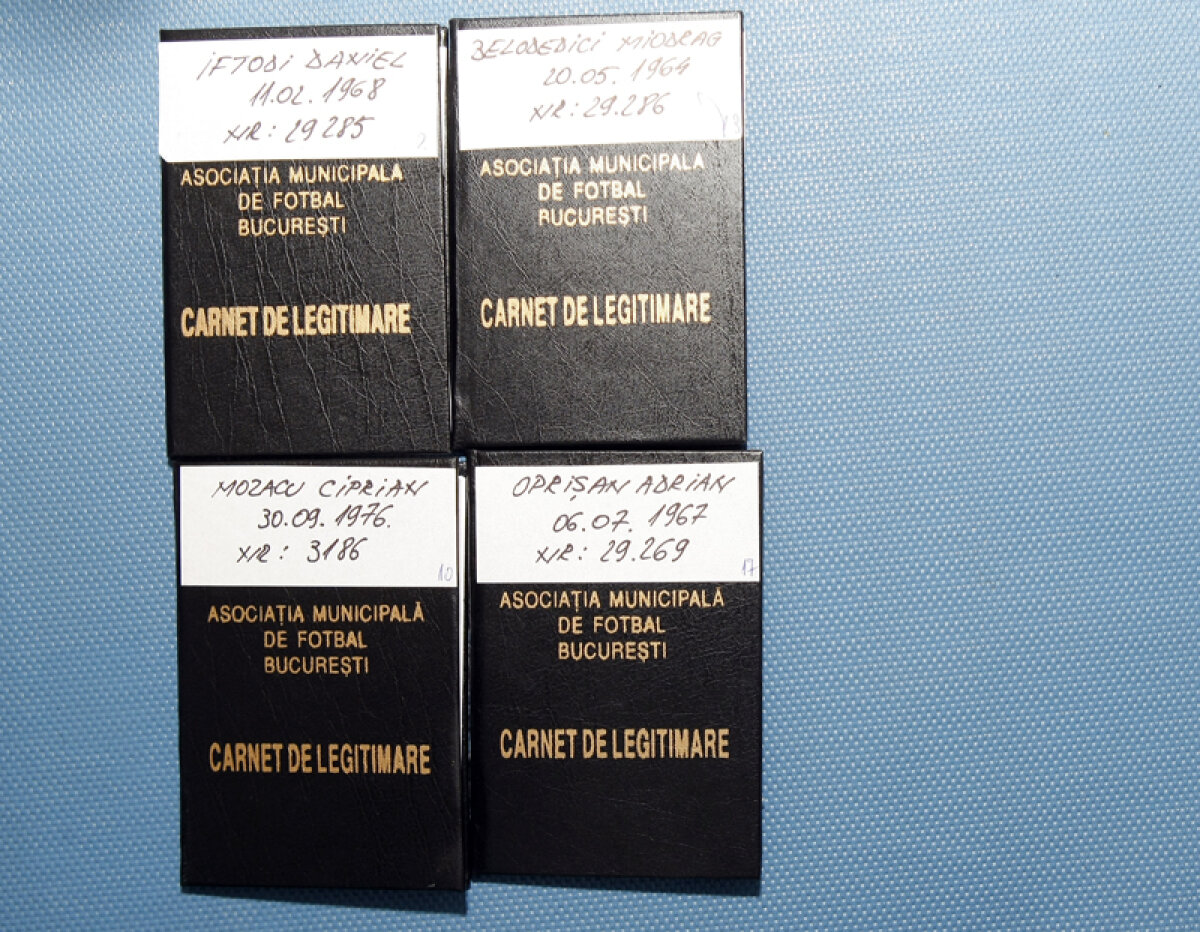 IFTODI DANIEL
11.02.1968
NR: 29285
2
ASOCIAȚIA MUNICIPALA
DE FOTBAL
BUCUREȘTI
CARNET DE LEGITIMARE
BELODEDICI MIODRAG
20.05.1964
NR: 29.286
ASOCIAȚIA MUNICIPALA
DE FOTBAL
BUCUREȘTI
CARNET DE LEGITIMARE
MOZACU CIPRIAN
30.09.1976.
NR: 3186
10
ASOCIAȚIA MUNICIPALĂ
DE FOTBAL
BUCUREȘTI
CARNET DE LEGITIMARE
OPRIȘAN ADRIAN
06.07.1967
NR: 29.269
17
ASOCIAȚIA MUNICIPALĂ
DE FOTBAL
BUCUREȘTI
CARNET DE LEGITIMARE